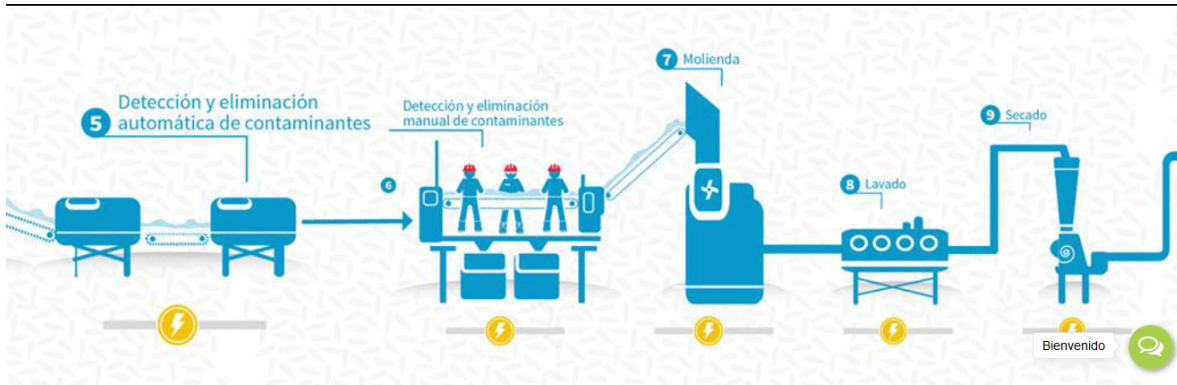 5
Detección y eliminación
automática de contaminantes
6
Detección y eliminación
manual de contaminantes
7 Molienda
8 Lavado
9 Secado
Bienvenido